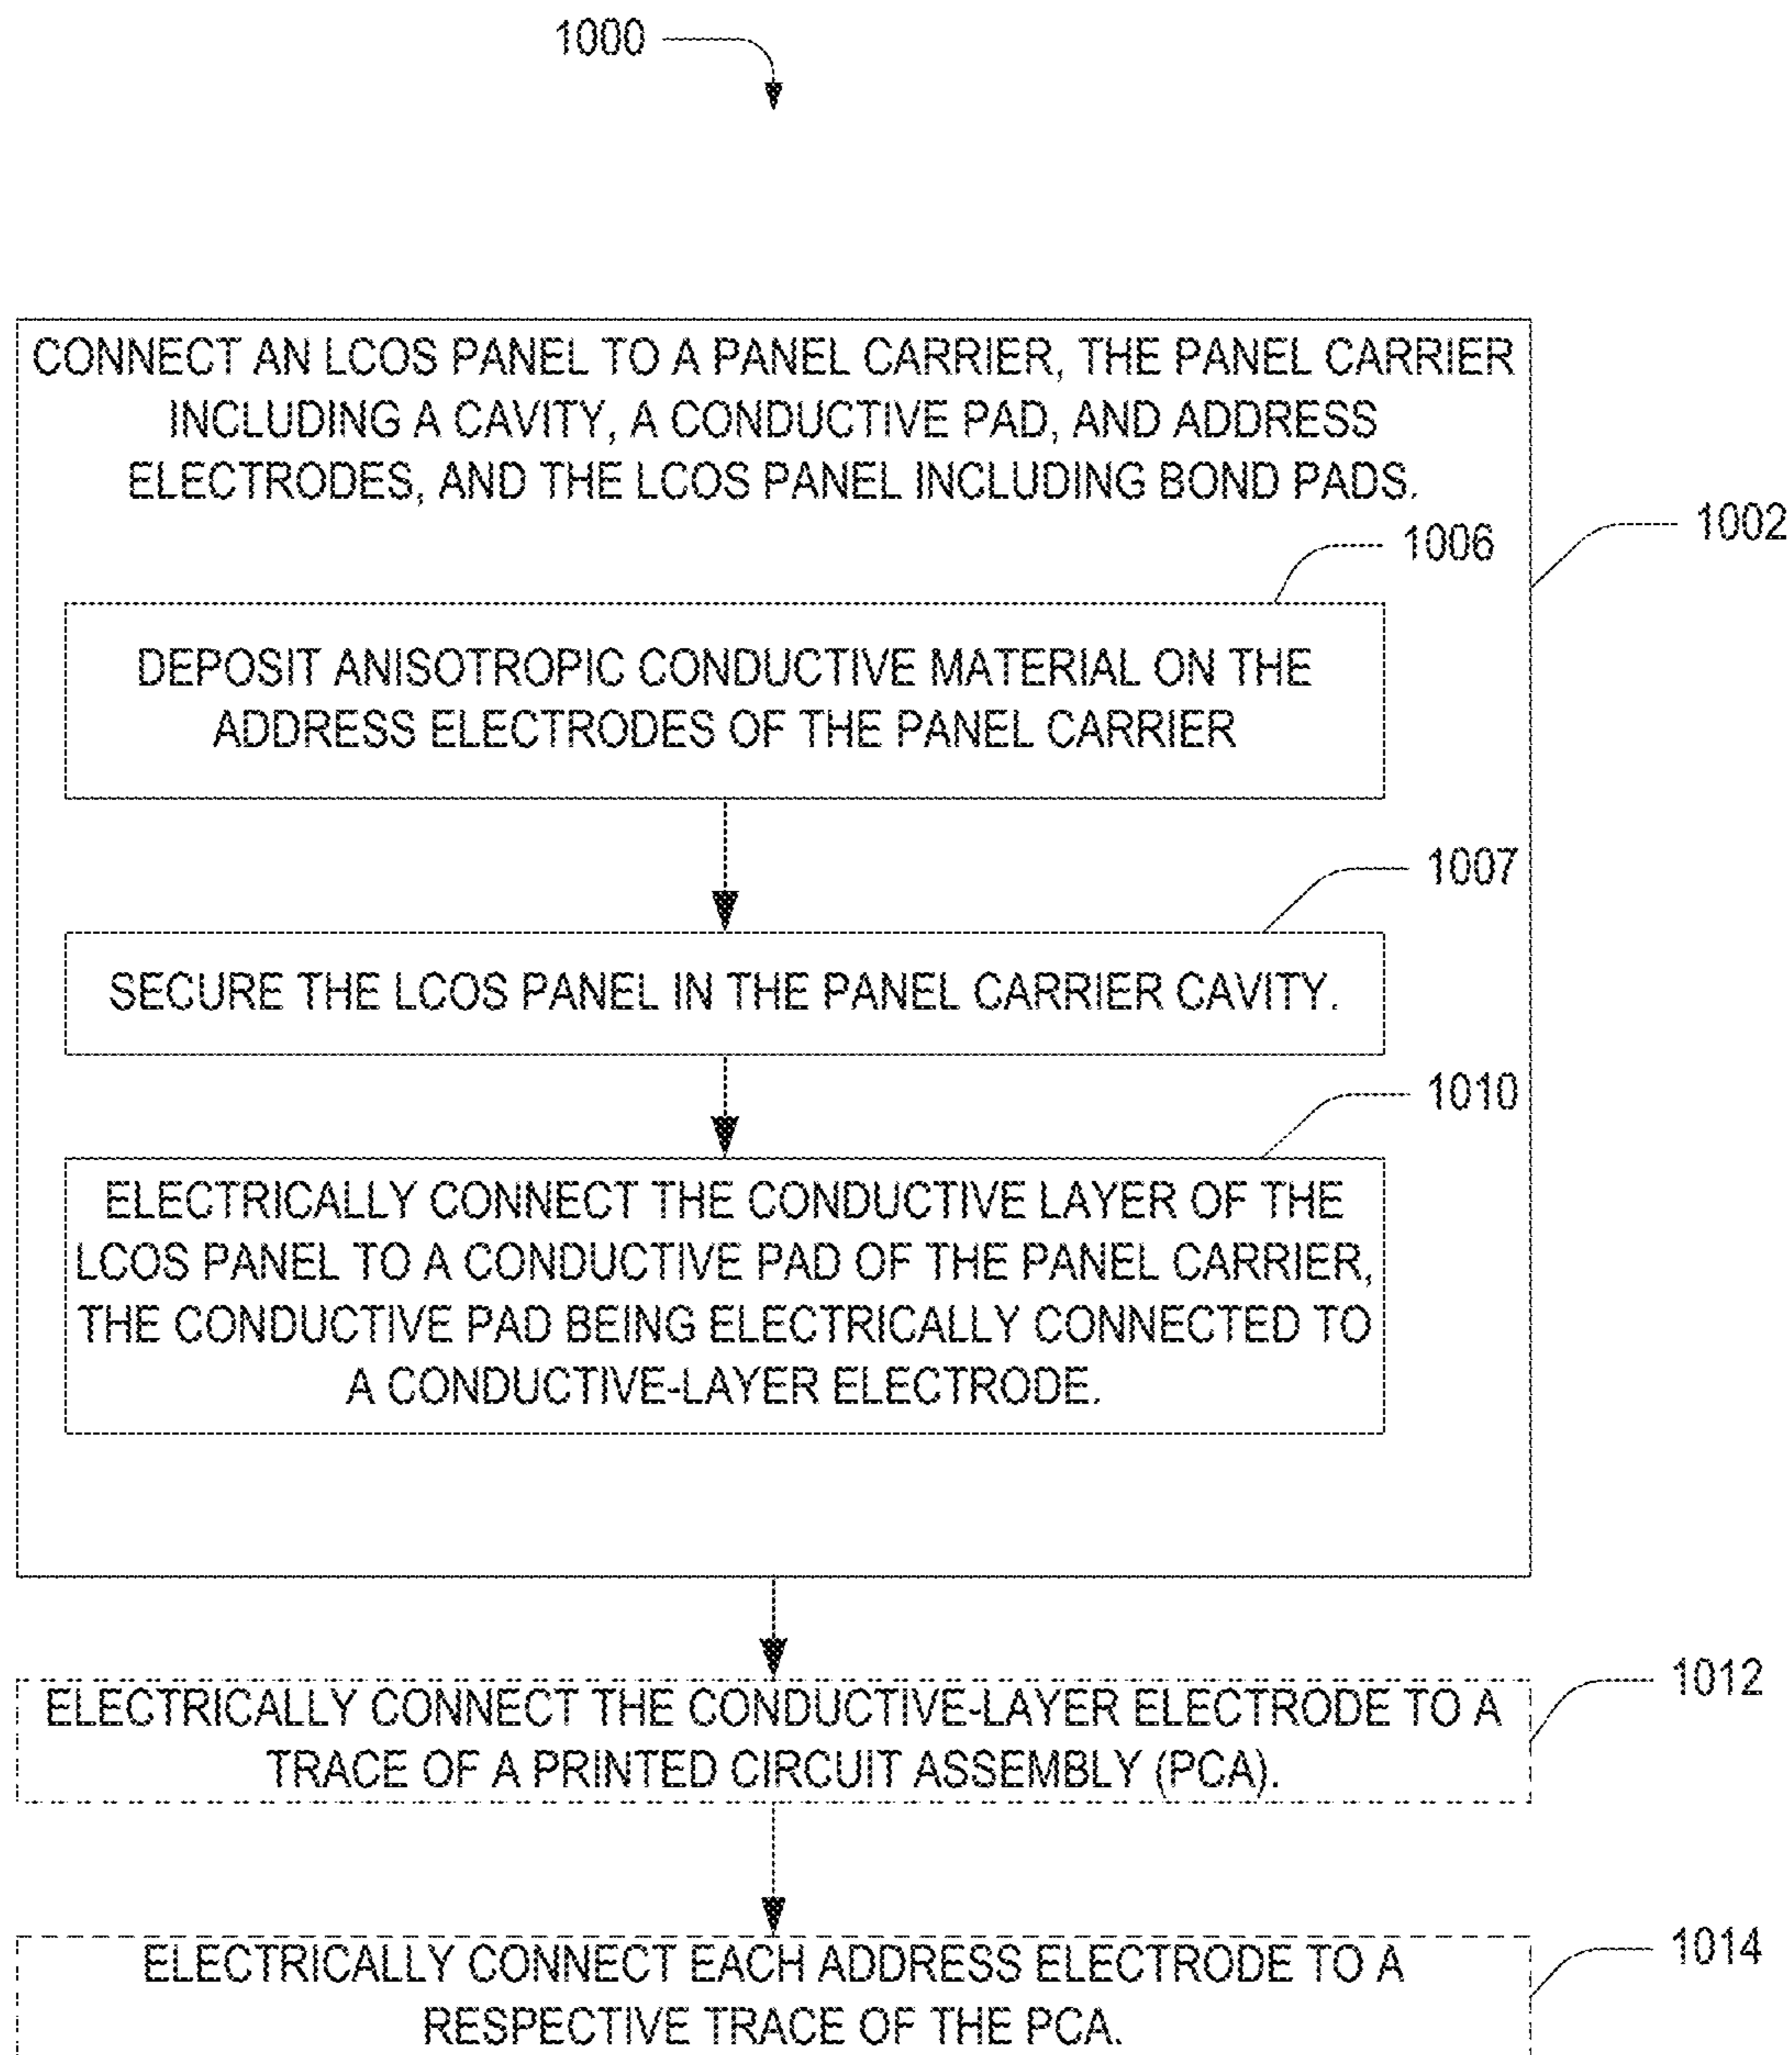 1000
CONNECT AN LCOS PANEL TO A PANEL CARRIER, THE PANEL CARRIER
INCLUDING A CAVITY, A CONDUCTIVE PAD, AND ADDRESS
ELECTRODES, AND THE LCOS PANEL INCLUDING BOND PADS.
1002
1006
DEPOSIT ANISOTROPIC CONDUCTIVE MATERIAL ON THE
ADDRESS ELECTRODES OF THE PANEL CARRIER
1007
SECURE THE LCOS PANEL IN THE PANEL CARRIER CAVITY.
1010
ELECTRICALLY CONNECT THE CONDUCTIVE LAYER OF THE
LCOS PANEL TO A CONDUCTIVE PAD OF THE PANEL CARRIER,
THE CONDUCTIVE PAD BEING ELECTRICALLY CONNECTED TO
A CONDUCTIVE-LAYER ELECTRODE.
1012
ELECTRICALLY CONNECT THE CONDUCTIVE-LAYER ELECTRODE TO A
TRACE OF A PRINTED CIRCUIT ASSEMBLY (PCA).
1014
ELECTRICALLY CONNECT EACH ADDRESS ELECTRODE TO A
RESPECTIVE TRACE OF THE PCA.